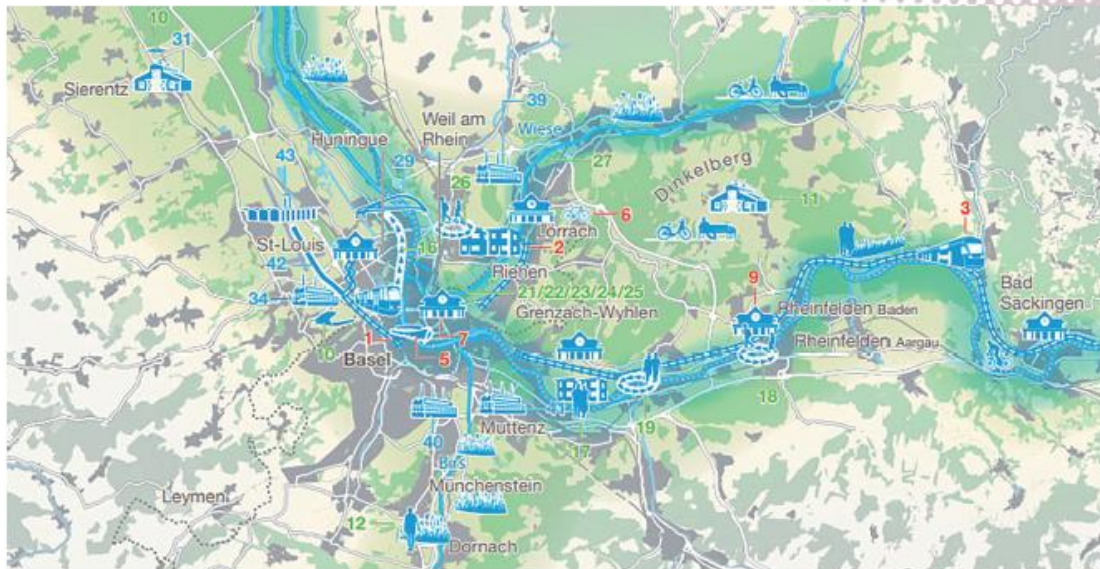 10
31
Sierentz
39
Weil am
Rhein
Wiese
Huningue
43
29
27
Dinkelberg
26
11
6
3
Lörrach
St-Louis
16
2
42
Riehen
9
Bad
Säckingen
34
21/22/23/24/25
Grenzach-Wyhlen
Rheinfelden Baden
1
7
Rheinfelden Aargau
10
Basel
5
18
Muttenz
19
40
17
Birs
Münchenstein
Leymen
12
Dornach